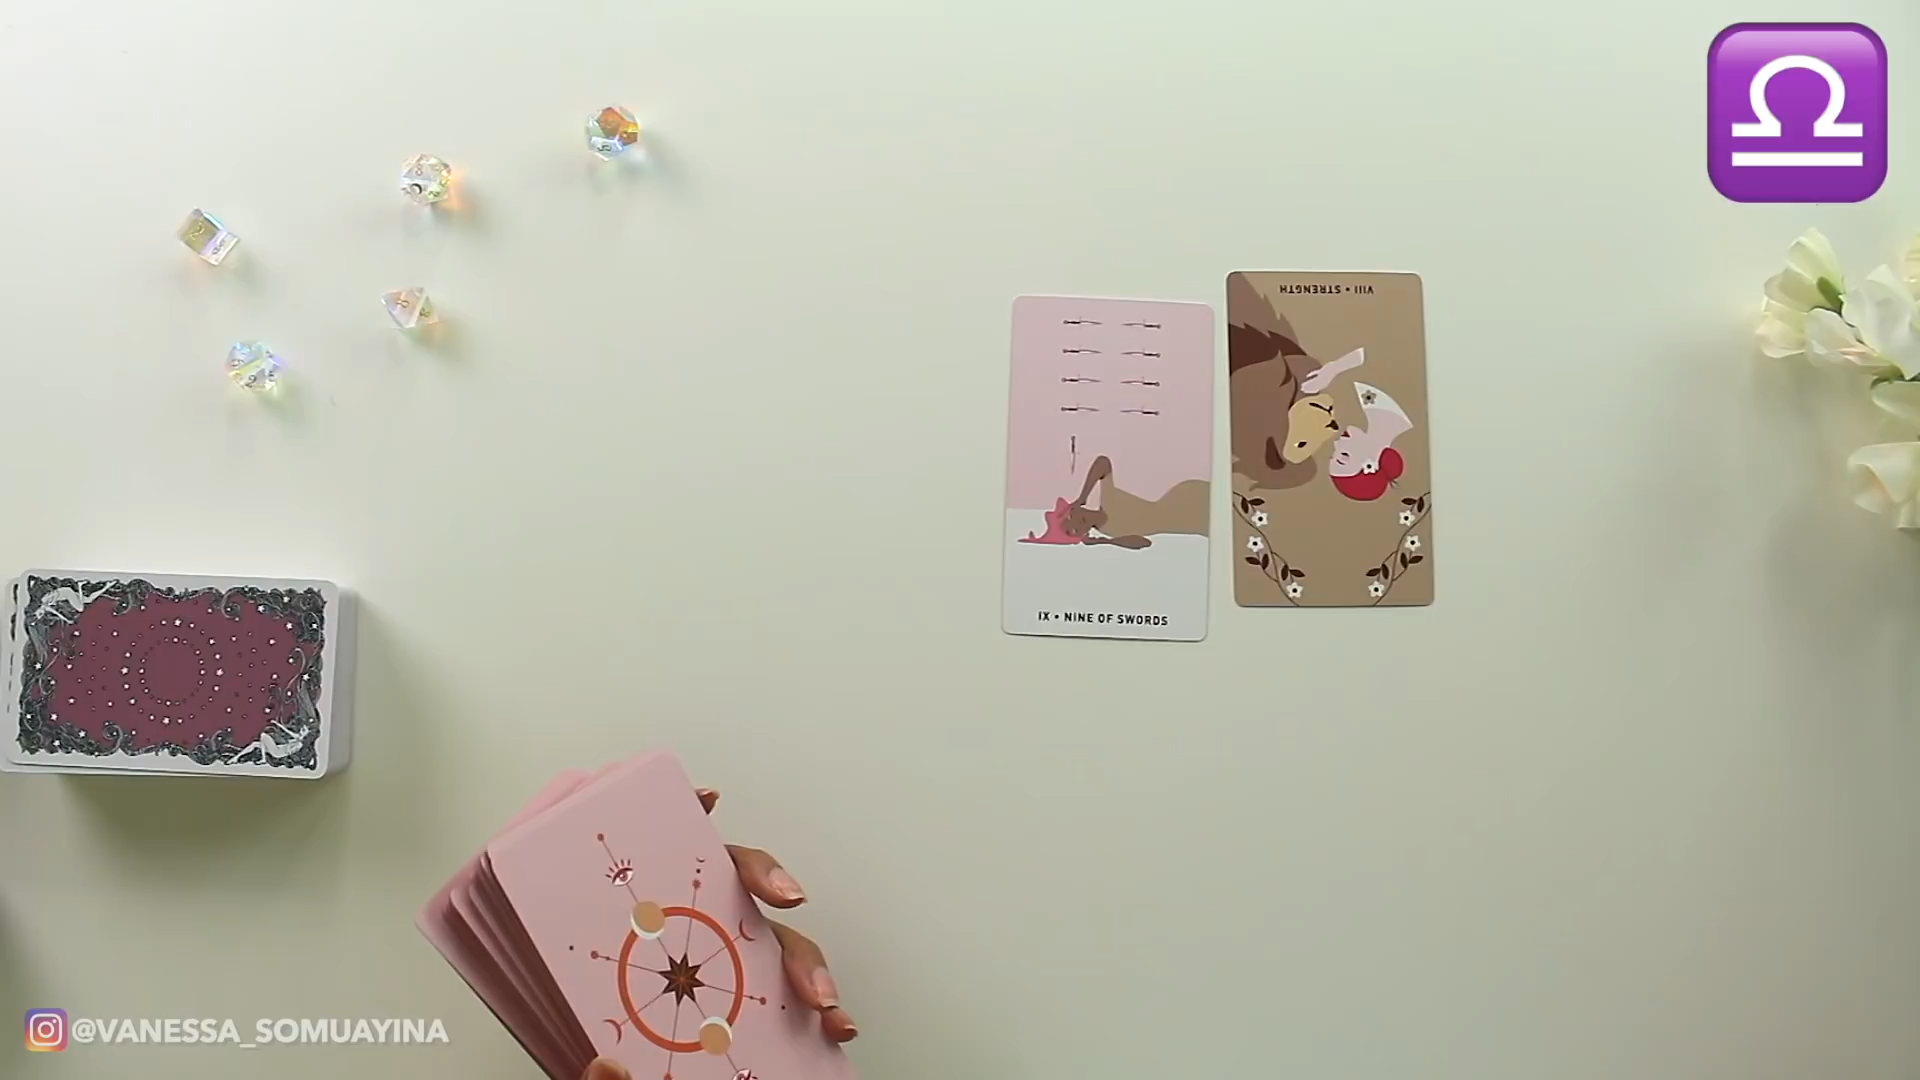 VIII • STRENGTH
IX • NINE OF SWORDS
@VANESSA_SOMUAYINA